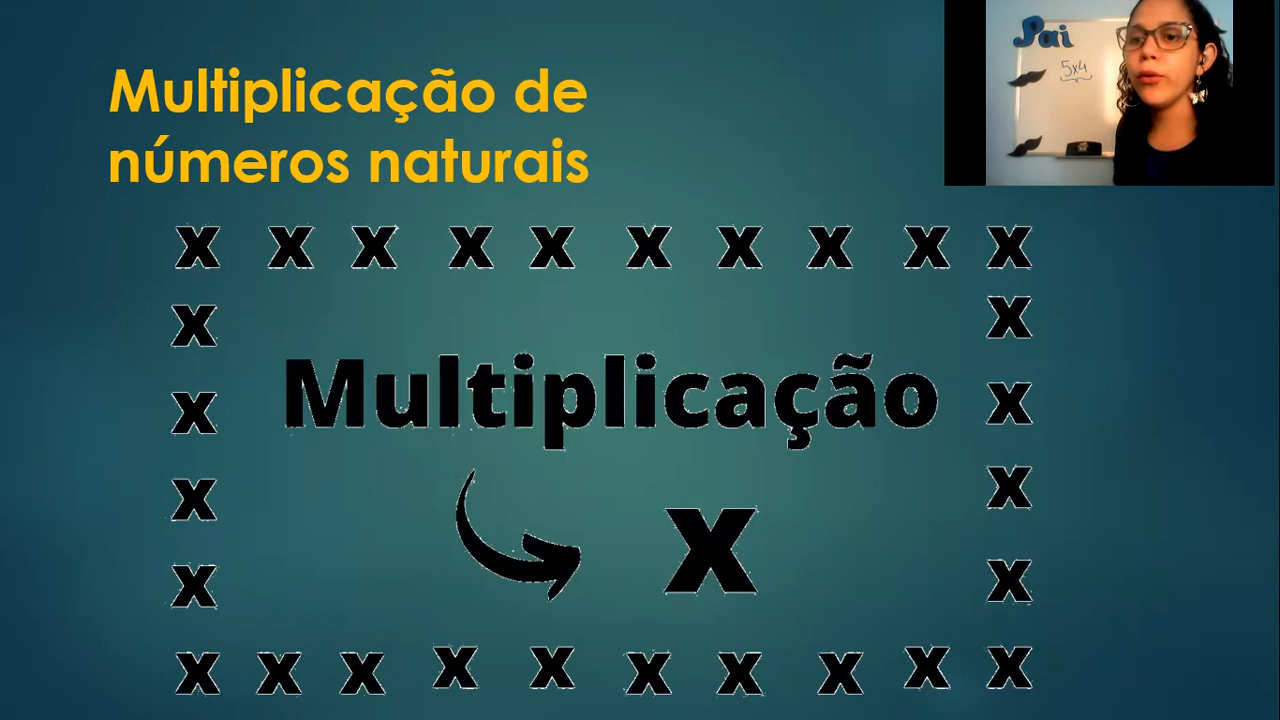 Multiplicação de
números naturais
Pai
5x4
x x x x x x x x x x
x x
x x
x x
x x
Multiplicação
x
x x x x x x x x x x